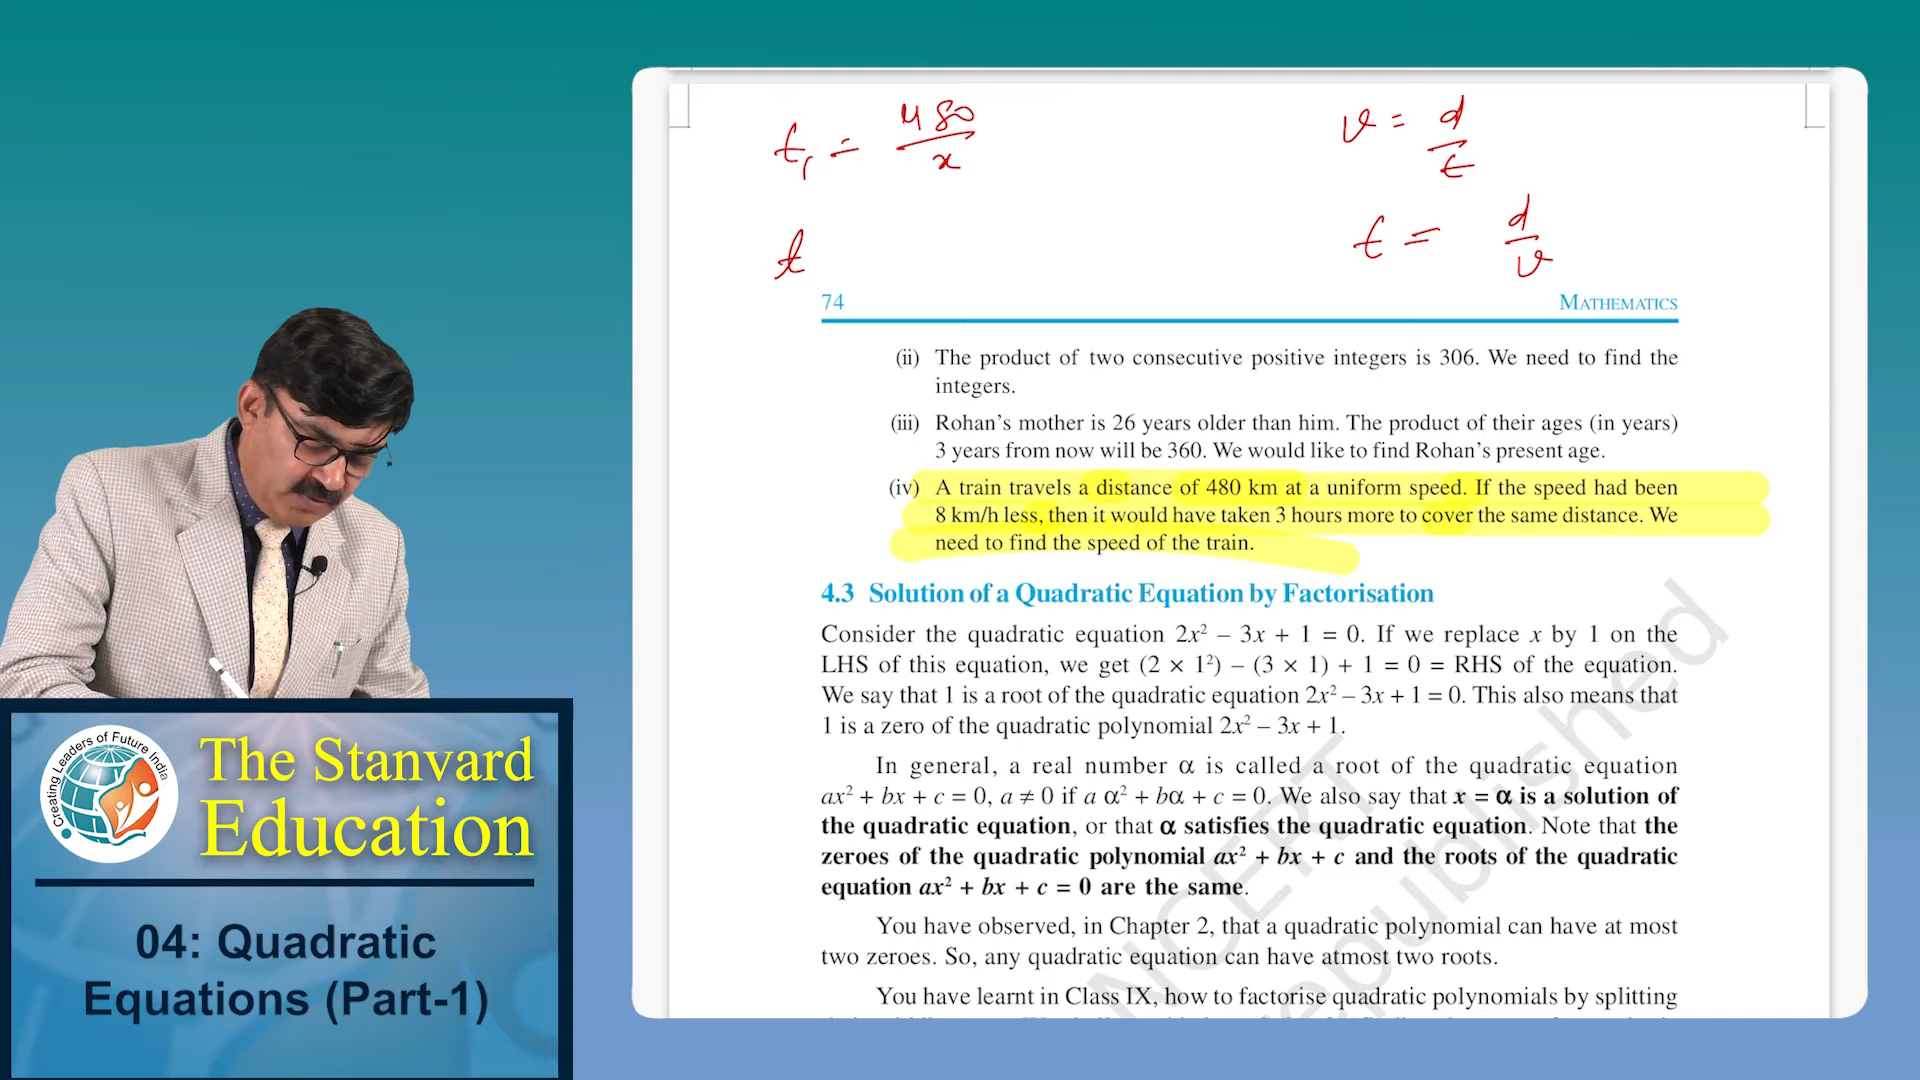 t₁ = 480/x
v = d/t
t
t = d/v
74
MATHEMATICS
(ii) The product of two consecutive positive integers is 306. We need to find the
integers.
(iii) Rohan’s mother is 26 years older than him. The product of their ages (in years)
3 years from now will be 360. We would like to find Rohan’s present age.
(iv) A train travels a distance of 480 km at a uniform speed. If the speed had been
8 km/h less, then it would have taken 3 hours more to cover the same distance. We
need to find the speed of the train.
4.3 Solution of a Quadratic Equation by Factorisation
Consider the quadratic equation 2x² – 3x + 1 = 0. If we replace x by 1 on the
LHS of this equation, we get (2 × 1²) – (3 × 1) + 1 = 0 = RHS of the equation.
We say that 1 is a root of the quadratic equation 2x² – 3x + 1 = 0. This also means that
1 is a zero of the quadratic polynomial 2x² – 3x + 1.
In general, a real number α is called a root of the quadratic equation
ax² + bx + c = 0, a ≠ 0 if a α² + bα + c = 0. We also say that x = α is a solution of
the quadratic equation, or that α satisfies the quadratic equation. Note that the
zeroes of the quadratic polynomial ax² + bx + c and the roots of the quadratic
equation ax² + bx + c = 0 are the same.
You have observed, in Chapter 2, that a quadratic polynomial can have at most
two zeroes. So, any quadratic equation can have atmost two roots.
You have learnt in Class IX, how to factorise quadratic polynomials by splitting
NCERT
republished
Creating Leaders of Future India
The Stanvard
Education
04: Quadratic
Equations (Part-1)